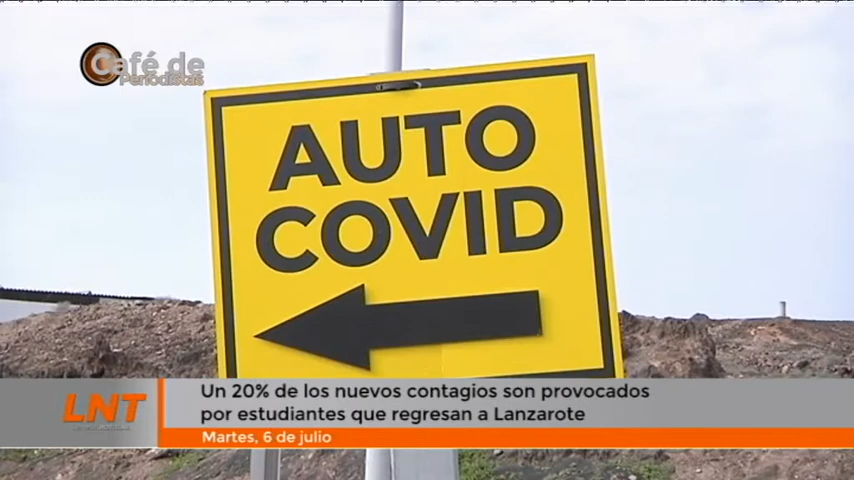 Café de
Periodistas
AUTO
COVID
LNT
Un 20% de los nuevos contagios son provocados
por estudiantes que regresan a Lanzarote
Martes, 6 de julio